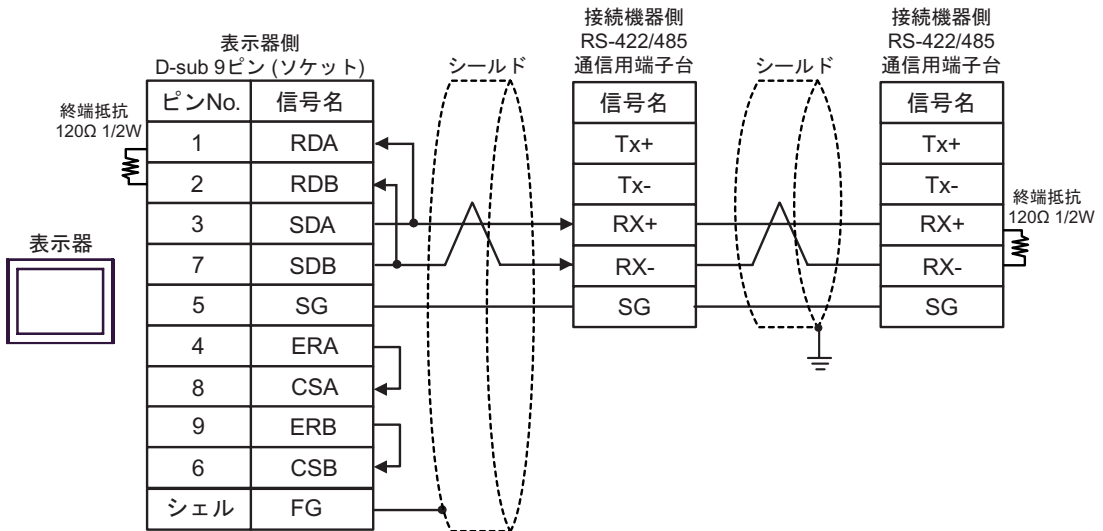 表示器側
D-sub 9ピン (ソケット)
シールド
接続機器側
RS-422/485
通信用端子台
シールド
接続機器側
RS-422/485
通信用端子台
終端抵抗
120Ω 1/2W
ピンNo. 信号名
1 RDA
2 RDB
3 SDA
7 SDB
5 SG
4 ERA
8 CSA
9 ERB
6 CSB
シェル FG
表示器
信号名
Tx+
Tx-
RX+
RX-
SG
信号名
Tx+
Tx-
RX+
RX-
SG
終端抵抗
120Ω 1/2W